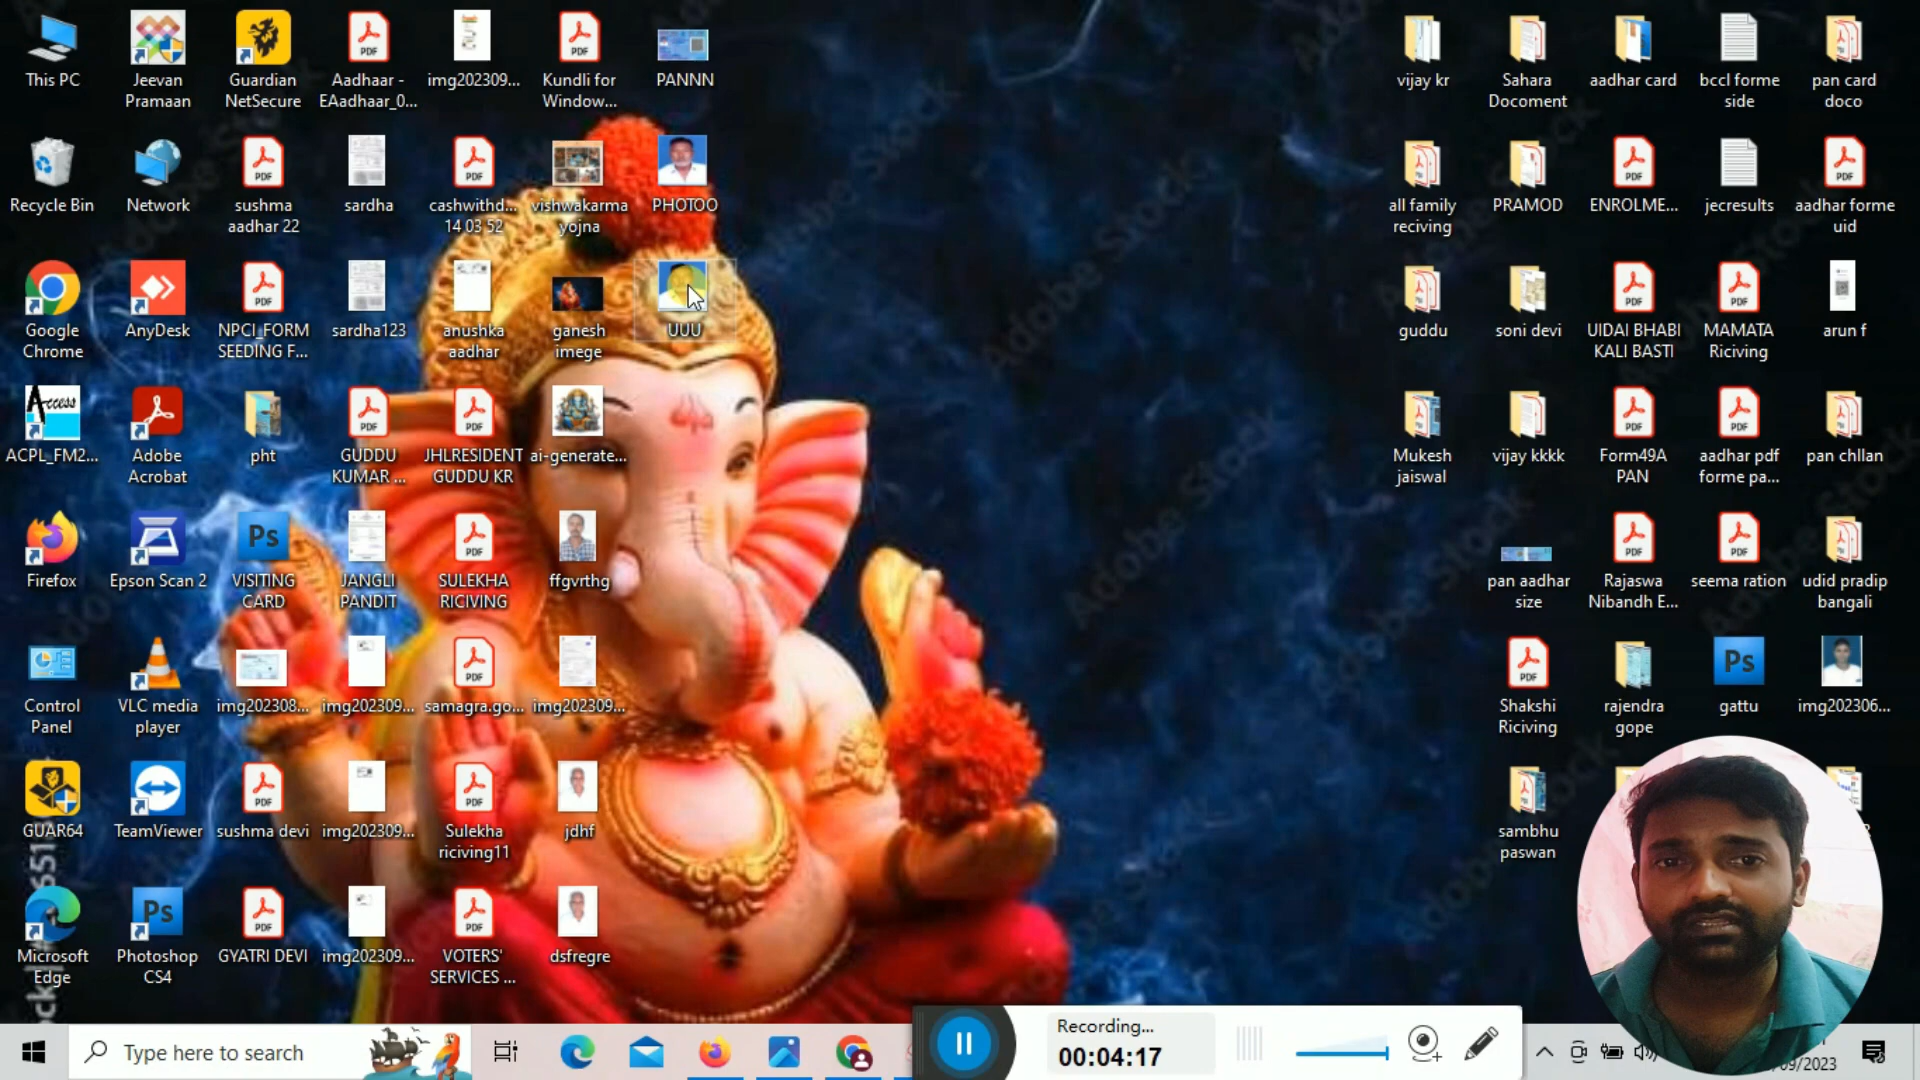 This PC
Jeevan
Pramaan
Guardian
NetSecure
Aadhaar -
EAadhaar_0...
img202309...
Kundli for
Window...
PANNN
vijay kr
Sahara
Docoment
aadhar card
bccl forme
side
pan card
doco
Recycle Bin
Network
sushma
aadhar 22
sardha
cashwithd...
14 03 52
vishwakarma
yojna
PHOTOO
all family
reciving
PRAMOD
ENROLME...
jecresults
aadhar forme
uid
Google
Chrome
AnyDesk
NPCI_FORM
SEEDING F...
sardha123
anushka
aadhar
ganesh
imege
UUU
guddu
soni devi
UIDAI BHABI
KALI BASTI
MAMATA
Riciving
arun f
Access
ACPL_FM2...
Adobe
Acrobat
pht
GUDDU
KUMAR ...
JHLRESIDENT
GUDDU KR
ai-generate...
Mukesh
jaiswal
vijay kkkk
Form49A
PAN
aadhar pdf
forme pa...
pan chllan
Firefox
Epson Scan 2
Ps
VISITING
CARD
JANGLI
PANDIT
SULEKHA
RICIVING
ffgvrthg
pan aadhar
size
Rajaswa
Nibandh E...
seema ration
udid pradip
bangali
Control
Panel
VLC media
player
img202308...
img202309...
samagra.go...
img202309...
Shakshi
Riciving
rajendra
gope
Ps
gattu
img202306...
GUAR64
TeamViewer
sushma devi
img202309...
Sulekha
riciving11
jdhf
sambhu
paswan
Microsoft
Edge
Ps
Photoshop
CS4
GYATRI DEVI
img202309...
VOTERS'
SERVICES ...
dsfregre
Adobe Stock
Type here to search
Recording...
00:04:17
09/2023